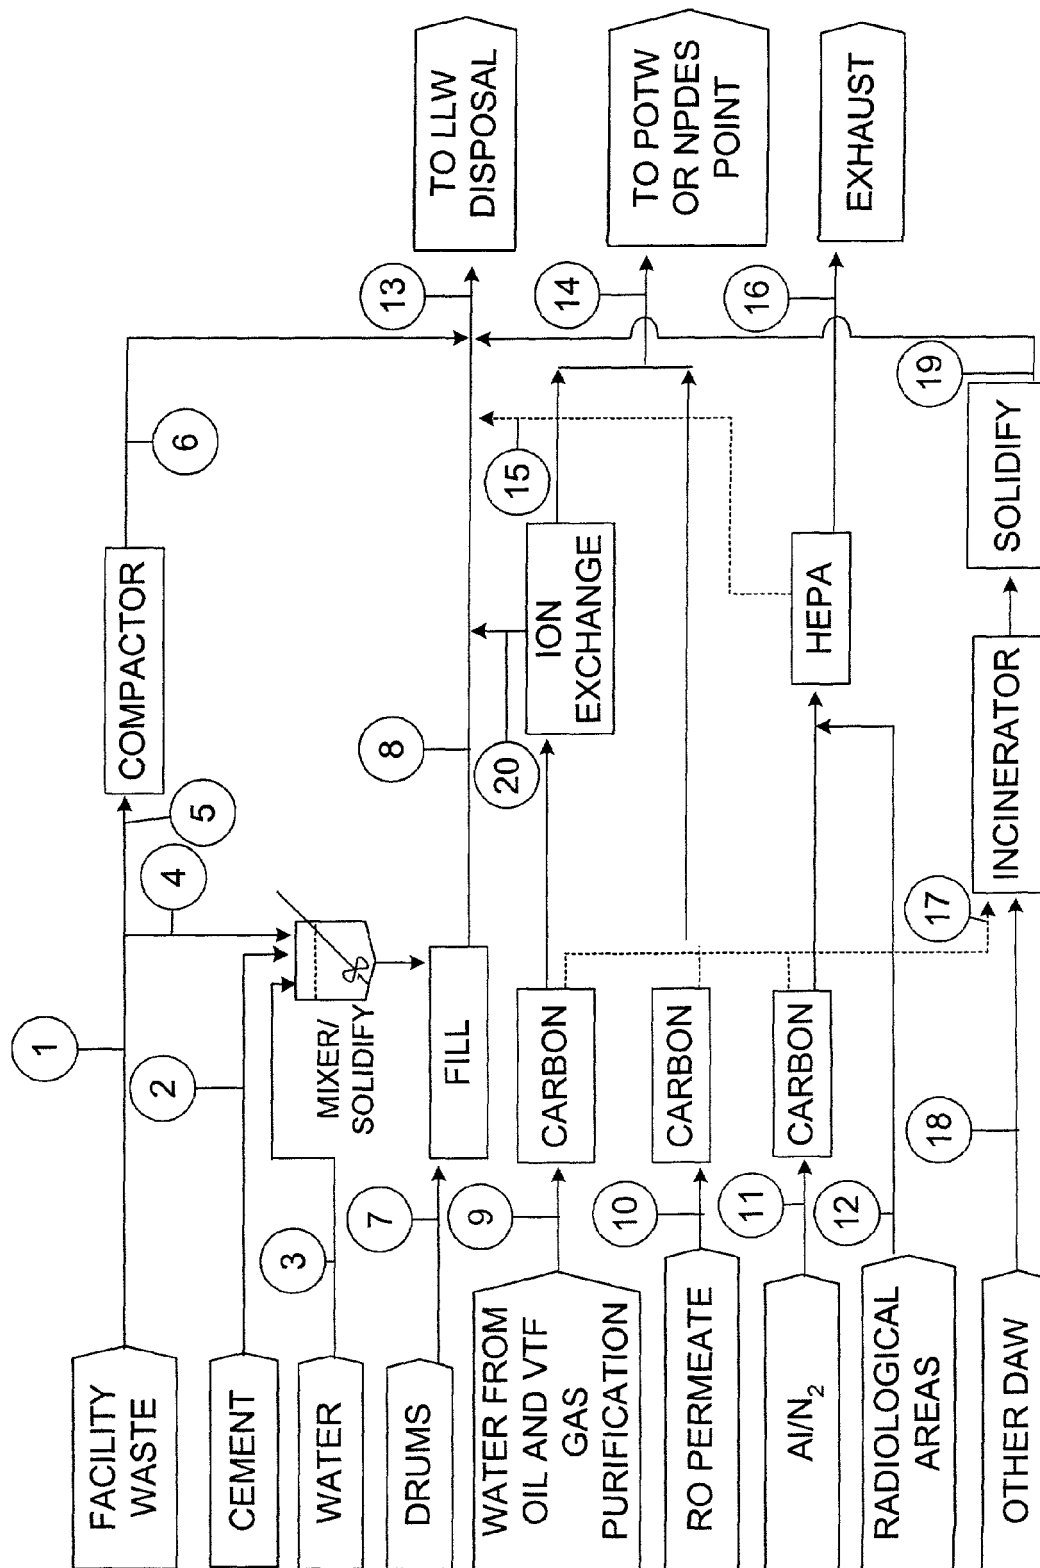 FACILITY
WASTE
CEMENT
WATER
DRUMS
WATER FROM
OIL AND VTF
GAS
PURIFICATION
RO PERMEATE
AI/N2
RADIOLOGICAL
AREAS
OTHER DAW
1
2
3
4
5
6
7
8
9
10
11
12
13
14
15
16
17
18
19
20
COMPACTOR
MIXER/
SOLIDIFY
FILL
CARBON
CARBON
CARBON
ION
EXCHANGE
HEPA
INCINERATOR
SOLIDIFY
TO LLW
DISPOSAL
TO POTW
OR NPDES
POINT
EXHAUST